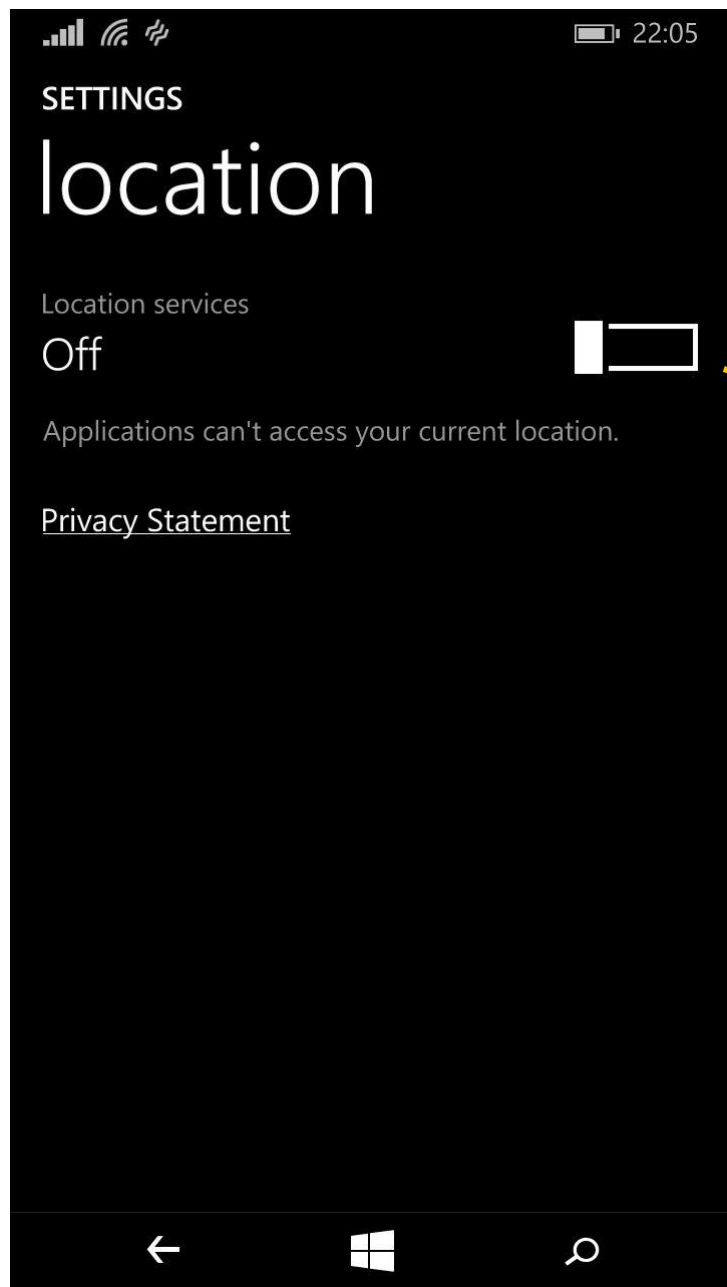 22:05
SETTINGS
location
Location services
Off
Applications can't access your current location.
Privacy Statement